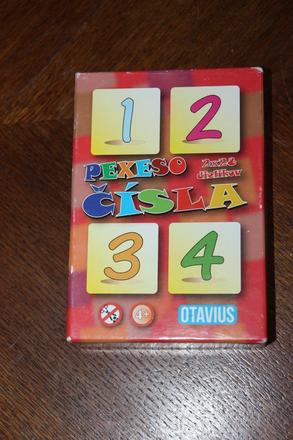 1 2
PEXESO
2x24
dielikov
ČÍSLA
3 4
4+
OTAVIUS